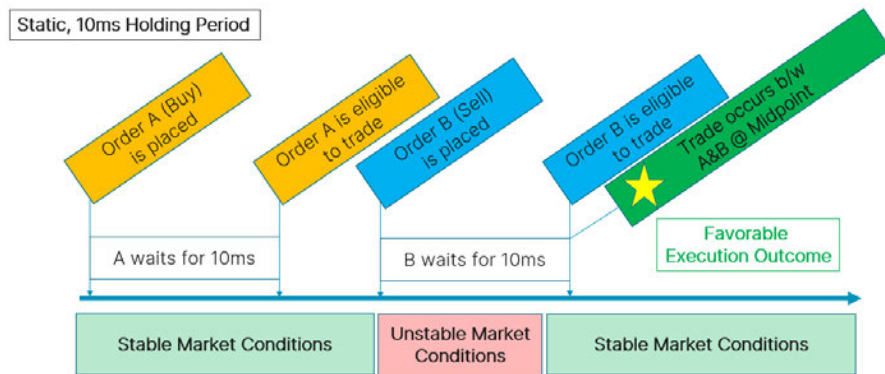 Static, 10ms Holding Period
Order A (Buy)
is placed
Order A is eligible
to trade
Order B (Sell)
is placed
Order B is eligible
to trade
Trade occurs b/w
A&B @ Midpoint
A waits for 10ms
B waits for 10ms
Favorable
Execution Outcome
Stable Market Conditions
Unstable Market
Conditions
Stable Market Conditions